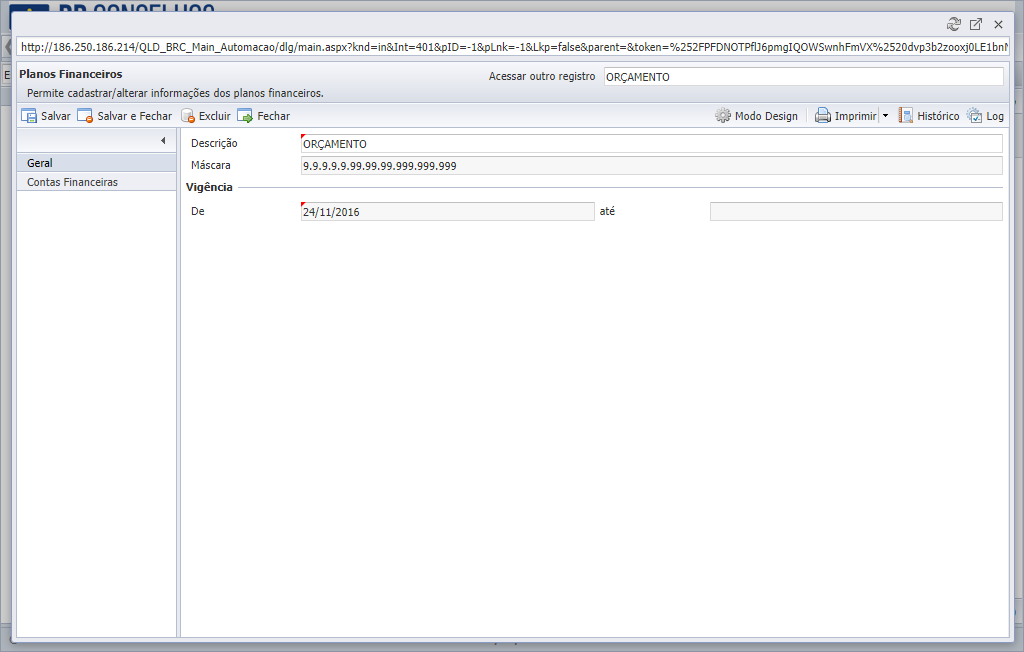 BR CONSELHOS
http://186.250.186.214/QLD_BRC_Main_Automacao/dlg/main.aspx?knd=in&Int=401&pID=-1&pLnk=-1&Lkp=false&parent=&token=%252FPFDNOTPflJ6pmgIQOWSwnhFmVX%2520dvp3b2zooxj0LE1bnN
Planos Financeiros
Acessar outro registro ORÇAMENTO
Permite cadastrar/alterar informações dos planos financeiros.
Salvar Salvar e Fechar Excluir Fechar Modo Design Imprimir Histórico Log
Geral
Contas Financeiras
Descrição ORÇAMENTO
Máscara 9.9.9.9.9.99.99.99.999.999.999
Vigência
De 24/11/2016 até